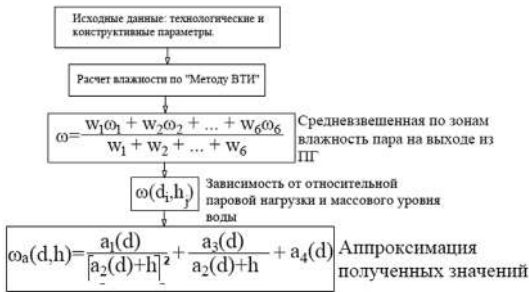 Исходные данные: технологические и
конструктивные параметры.
Расчет влажности по "Методу ВТИ"
ω= (w₁ω₁ + w₂ω₂ + ... + w₆ω₆) / (w₁ + w₂ + ... + w₆)
Средневзвешенная по зонам
влажность пара на выходе из
ПГ
ω(dᵢ,hⱼ)
Зависимость от относительной
паровой нагрузки и массового уровня
воды
ωₐ(d,h)= a₁(d) / [a₂(d)+h]² + a₃(d) / (a₂(d)+h) + a₄(d)
Аппроксимация
полученных значений